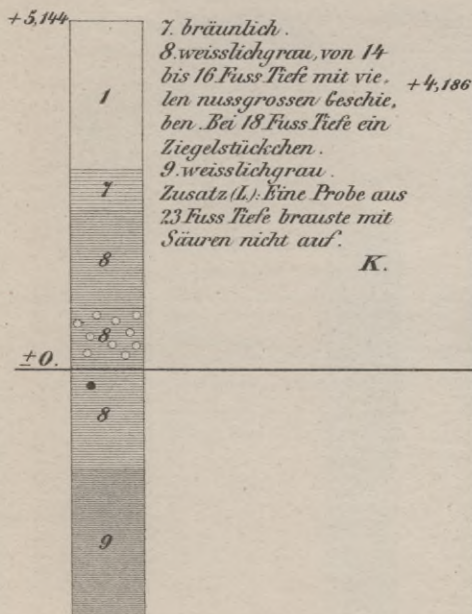 +5,144
7. bräunlich.
8. weisslichgrau, von 14
bis 16 Fuss Tiefe mit vie,
len nussgrossen Geschie,
ben. Bei 18 Fuss Tiefe ein
Ziegelstückchen.
9. weisslichgrau.
Zusatz (L): Eine Probe aus
23 Fuss Tiefe brauste mit
Säuren nicht auf.
K.
+4,186
1
7
8
8
±0.
8
9